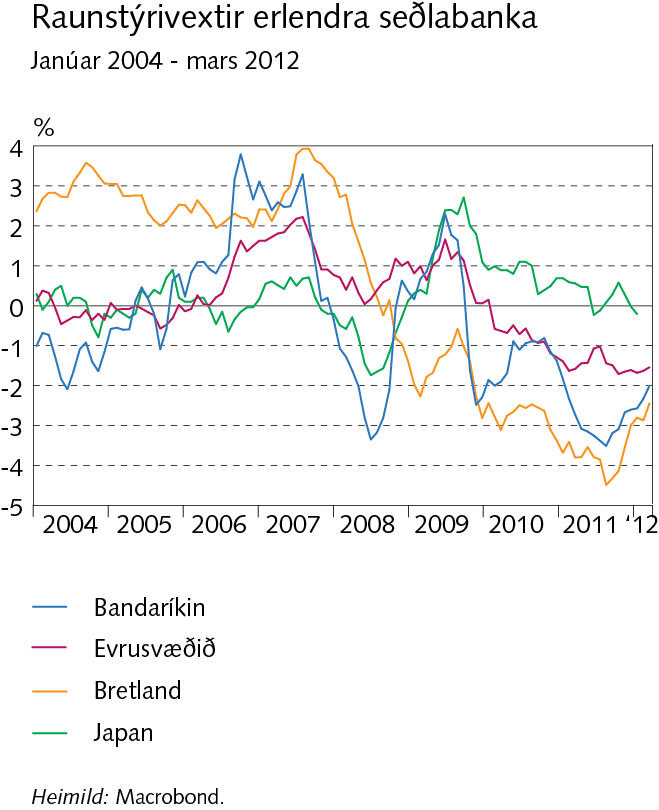 Raunstýrivextir erlendra seðlabanka
Janúar 2004 - mars 2012
%
4
3
2
1
0
-1
-2
-3
-4
-5
2004 2005 2006 2007 2008 2009 2010 2011 ‘12
Bandaríkin
Evrusvæðið
Bretland
Japan
Heimild: Macrobond.